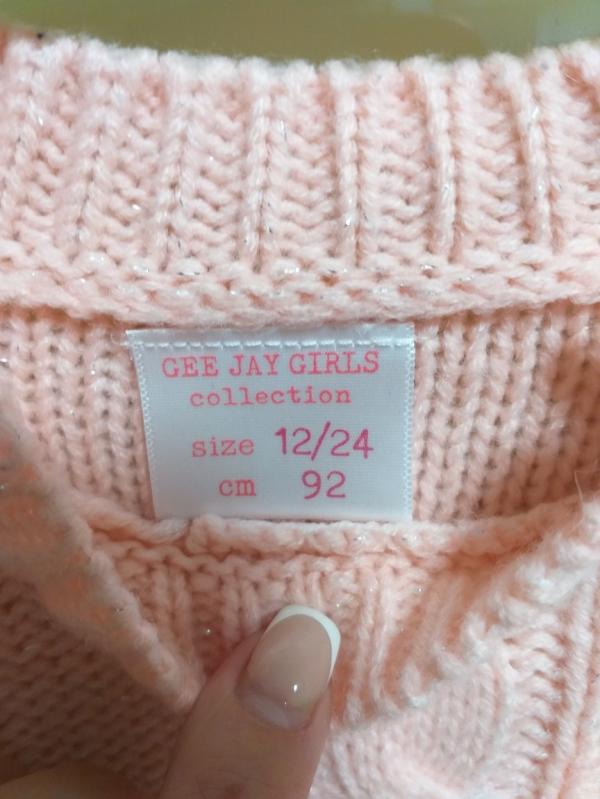 GEE JAY GIRLS
collection
size 12/24
cm 92